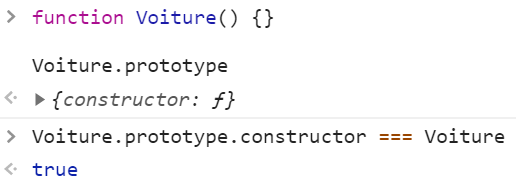 function Voiture() {}
Voiture.prototype
{constructor: ƒ}
Voiture.prototype.constructor === Voiture
true